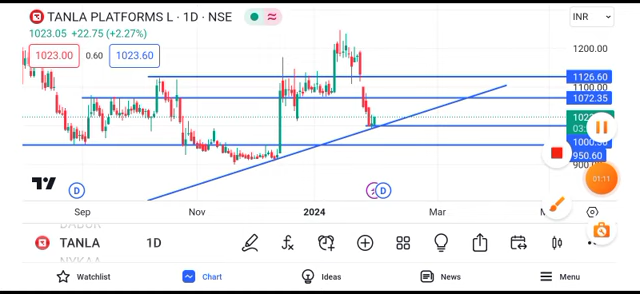 TANLA PLATFORMS L · 1D · NSE
INR
1023.05 +22.75 (+2.27%)
1023.00 0.60 1023.60
1200.00
1126.60
1100.00
1072.35
950.60
D D
Sep Nov 2024 Mar
01:11
TANLA 1D
Watchlist Chart Ideas News Menu